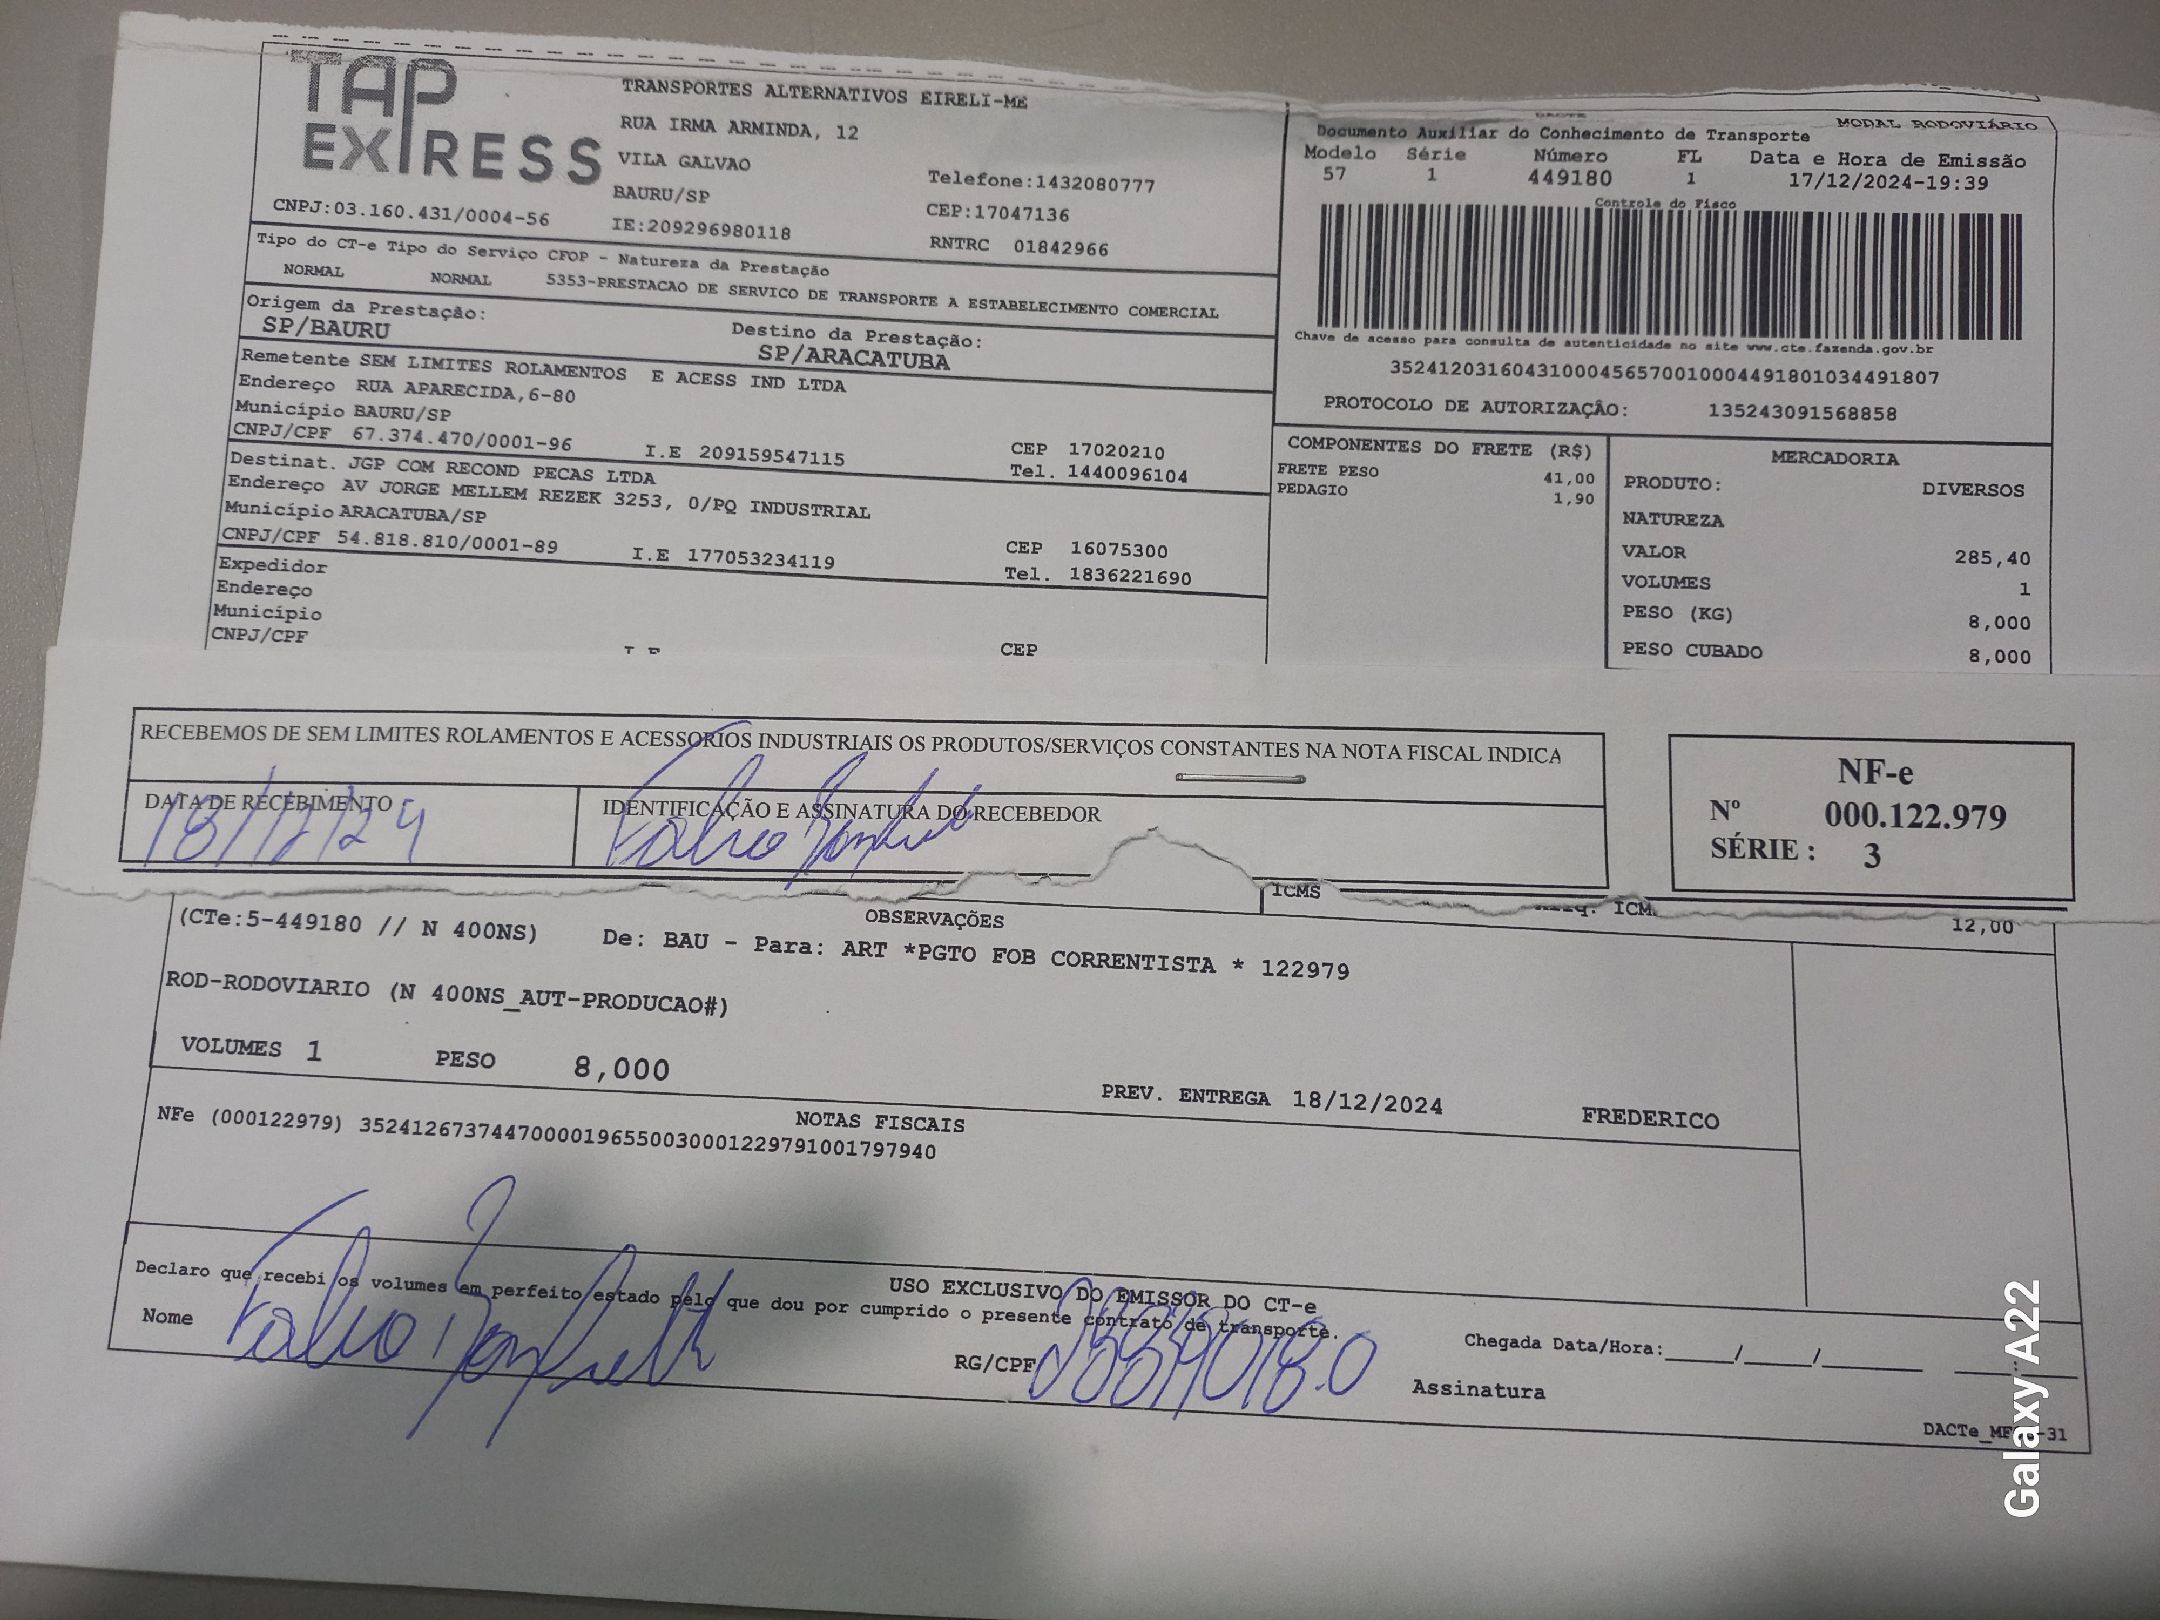 TAP EXPRESS
TRANSPORTES ALTERNATIVOS EIRELI-ME
RUA IRMA ARMINDA, 12
VILA GALVAO
BAURU/SP
Telefone:1432080777
CEP:17047136
CNPJ:03.160.431/0004-56
IE:209296980118
RNTRC 01842966
MODAL RODOVIÁRIO
Documento Auxiliar do Conhecimento de Transporte
Modelo Série Número FL Data e Hora de Emissão
57 1 449180 1 17/12/2024-19:39
Controle do Fisco
Chave de acesso para consulta de autenticidade no site www.cte.fazenda.gov.br
35241203160431000456570010004491801034491807
PROTOCOLO DE AUTORIZAÇÂO: 135243091568858
Tipo do CT-e Tipo do Serviço CFOP - Natureza da Prestação
NORMAL NORMAL 5353-PRESTACAO DE SERVICO DE TRANSPORTE A ESTABELECIMENTO COMERCIAL
Origem da Prestação: Destino da Prestação:
SP/BAURU SP/ARACATUBA
Remetente SEM LIMITES ROLAMENTOS E ACESS IND LTDA
Endereço RUA APARECIDA,6-80
Município BAURU/SP CEP 17020210
CNPJ/CPF 67.374.470/0001-96 I.E 209159547115 Tel. 1440096104
Destinat. JGP COM RECOND PECAS LTDA
Endereço AV JORGE MELLEM REZEK 3253, 0/PQ INDUSTRIAL
Município ARACATUBA/SP CEP 16075300
CNPJ/CPF 54.818.810/0001-89 I.E 177053234119 Tel. 1836221690
Expedidor
Endereço
Município
CNPJ/CPF CEP
COMPONENTES DO FRETE (R$)
FRETE PESO 41,00
PEDAGIO 1,90
MERCADORIA
PRODUTO: DIVERSOS
NATUREZA
VALOR 285,40
VOLUMES 1
PESO (KG) 8,000
PESO CUBADO 8,000
RECEBEMOS DE SEM LIMITES ROLAMENTOS E ACESSORIOS INDUSTRIAIS OS PRODUTOS/SERVIÇOS CONSTANTES NA NOTA FISCAL INDICA
DATA DE RECEBIMENTO
18/12/24
IDENTIFICAÇÃO E ASSINATURA DO RECEBEDOR
NF-e
Nº 000.122.979
SÉRIE : 3
ICMS
12,00
OBSERVAÇÕES
(CTe:5-449180 // N 400NS) De: BAU - Para: ART *PGTO FOB CORRENTISTA * 122979
ROD-RODOVIARIO (N 400NS_AUT-PRODUCAO#)
VOLUMES 1 PESO 8,000
PREV. ENTREGA 18/12/2024 FREDERICO
NOTAS FISCAIS
NFe (000122979) 35241267374470000196550030001229791001797940
USO EXCLUSIVO DO EMISSOR DO CT-e
Declaro que recebi os volumes em perfeito estado pelo que dou por cumprido o presente contrato de transporte.
Nome
RG/CPF
Chegada Data/Hora:_____/_____/_______
Assinatura
Galaxy A22